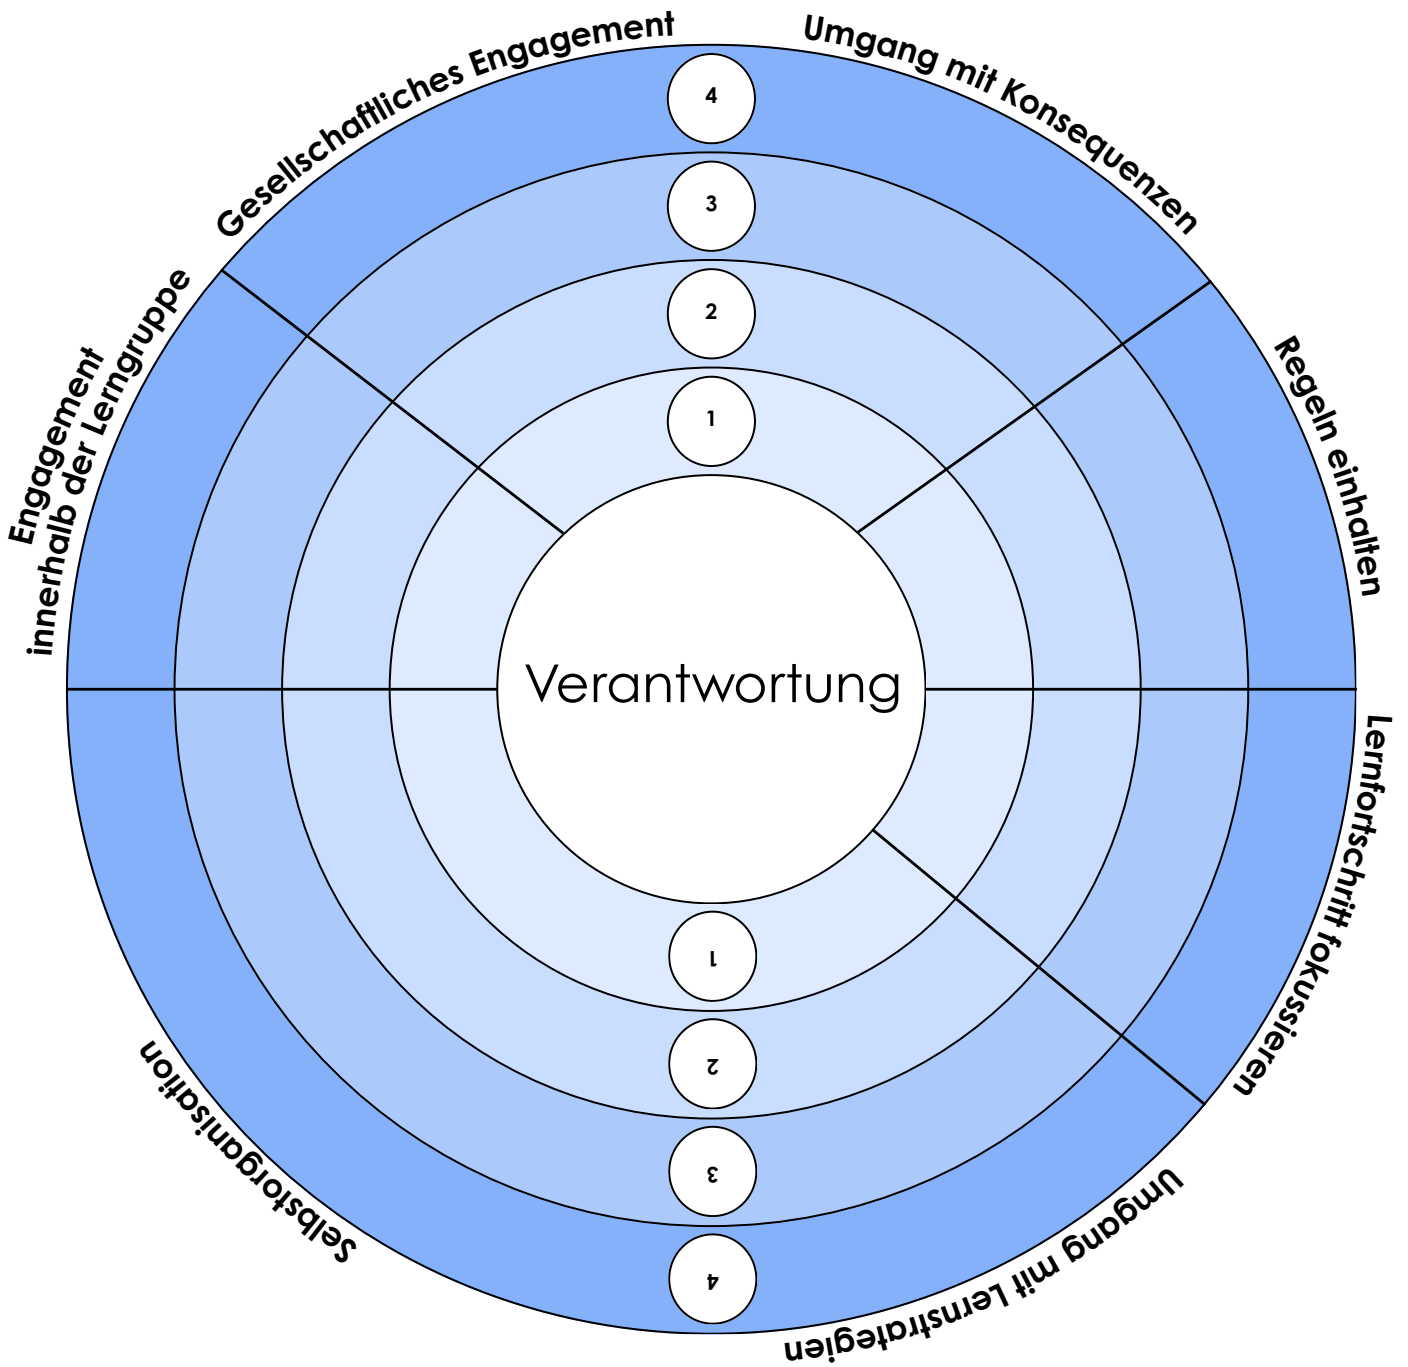 Gesellschaftliches Engagement
Umgang mit Konsequenzen
Regeln einhalten
Lernfortschritt fokussieren
Umgang mit Lernstrategien
Selbstorganisation
Engagement
innerhalb der Lerngruppe
4
3
2
1
Verantwortung
1
2
3
4